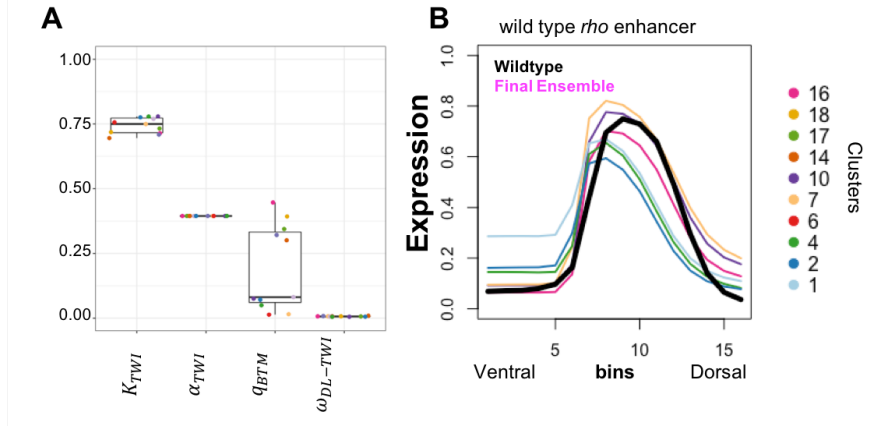 A
1.00
0.75
0.50
0.25
0.00
K_TWI
α_TWI
q_BTM
ω_DL−TWI
B
wild type rho enhancer
Wildtype
Final Ensemble
Expression
1.0
0.8
0.6
0.4
0.2
0.0
5
10
15
Ventral
bins
Dorsal
16
18
17
14
10
7
6
4
2
1
Clusters